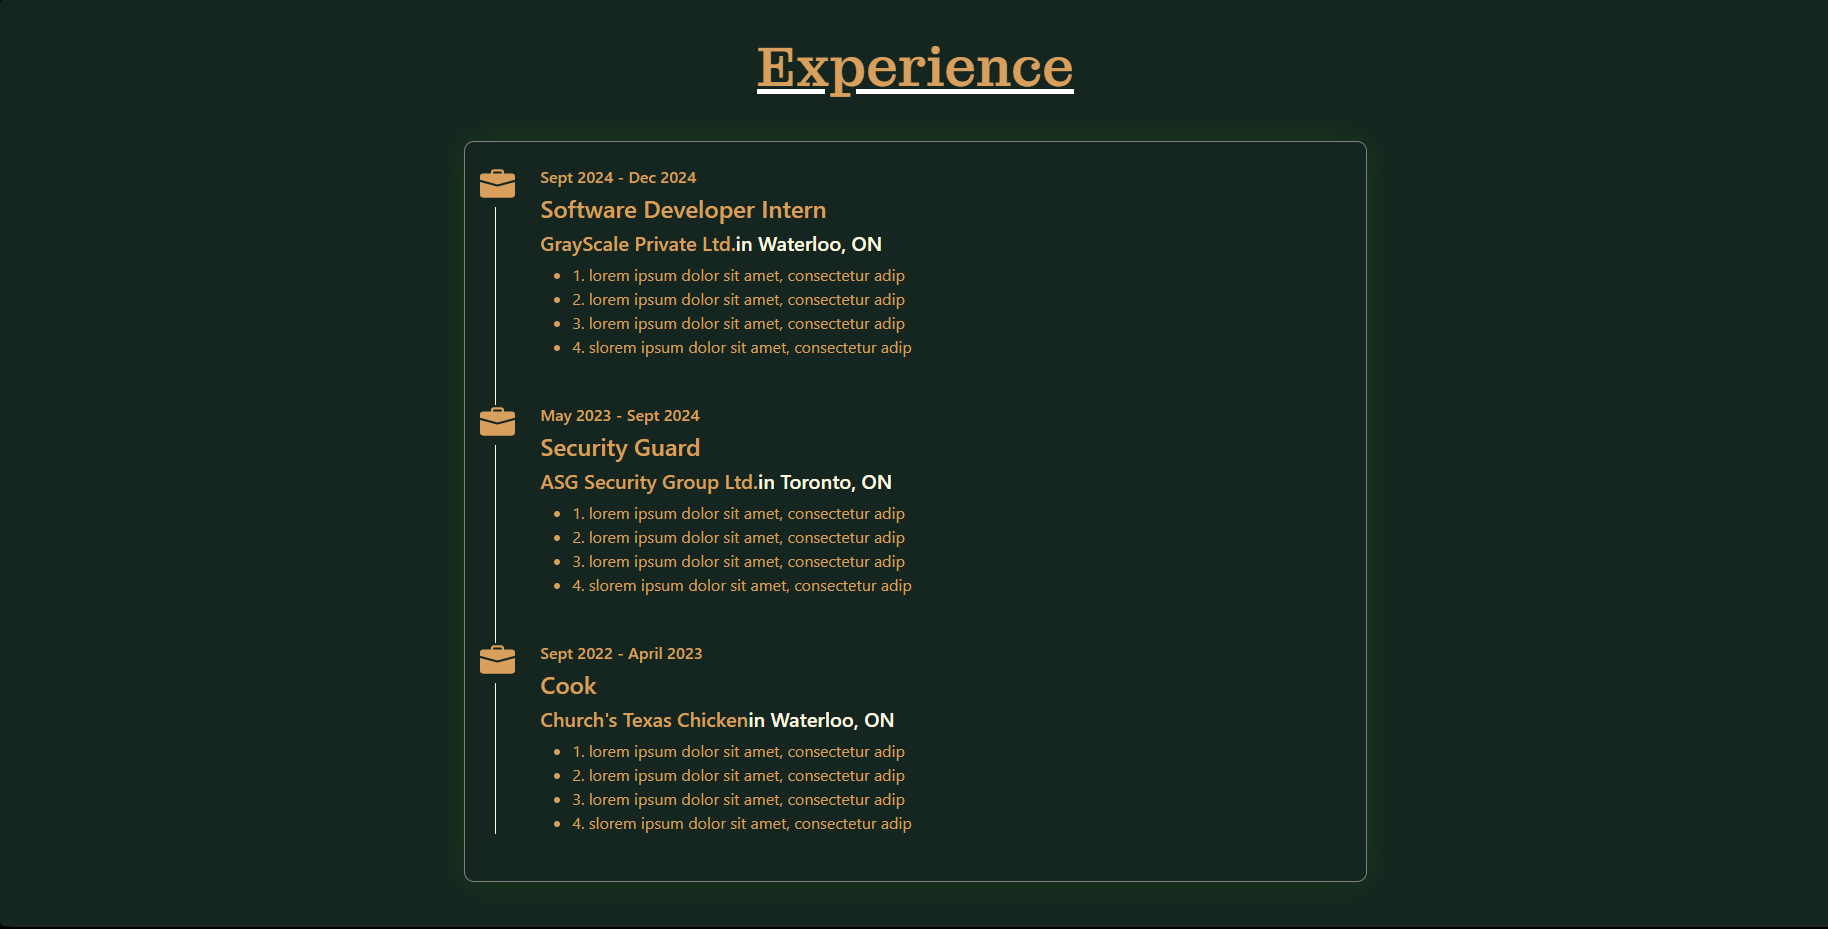 Experience
Sept 2024 - Dec 2024
Software Developer Intern
GrayScale Private Ltd.in Waterloo, ON
• 1. lorem ipsum dolor sit amet, consectetur adip
• 2. lorem ipsum dolor sit amet, consectetur adip
• 3. lorem ipsum dolor sit amet, consectetur adip
• 4. slorem ipsum dolor sit amet, consectetur adip
May 2023 - Sept 2024
Security Guard
ASG Security Group Ltd.in Toronto, ON
• 1. lorem ipsum dolor sit amet, consectetur adip
• 2. lorem ipsum dolor sit amet, consectetur adip
• 3. lorem ipsum dolor sit amet, consectetur adip
• 4. slorem ipsum dolor sit amet, consectetur adip
Sept 2022 - April 2023
Cook
Church's Texas Chickenin Waterloo, ON
• 1. lorem ipsum dolor sit amet, consectetur adip
• 2. lorem ipsum dolor sit amet, consectetur adip
• 3. lorem ipsum dolor sit amet, consectetur adip
• 4. slorem ipsum dolor sit amet, consectetur adip